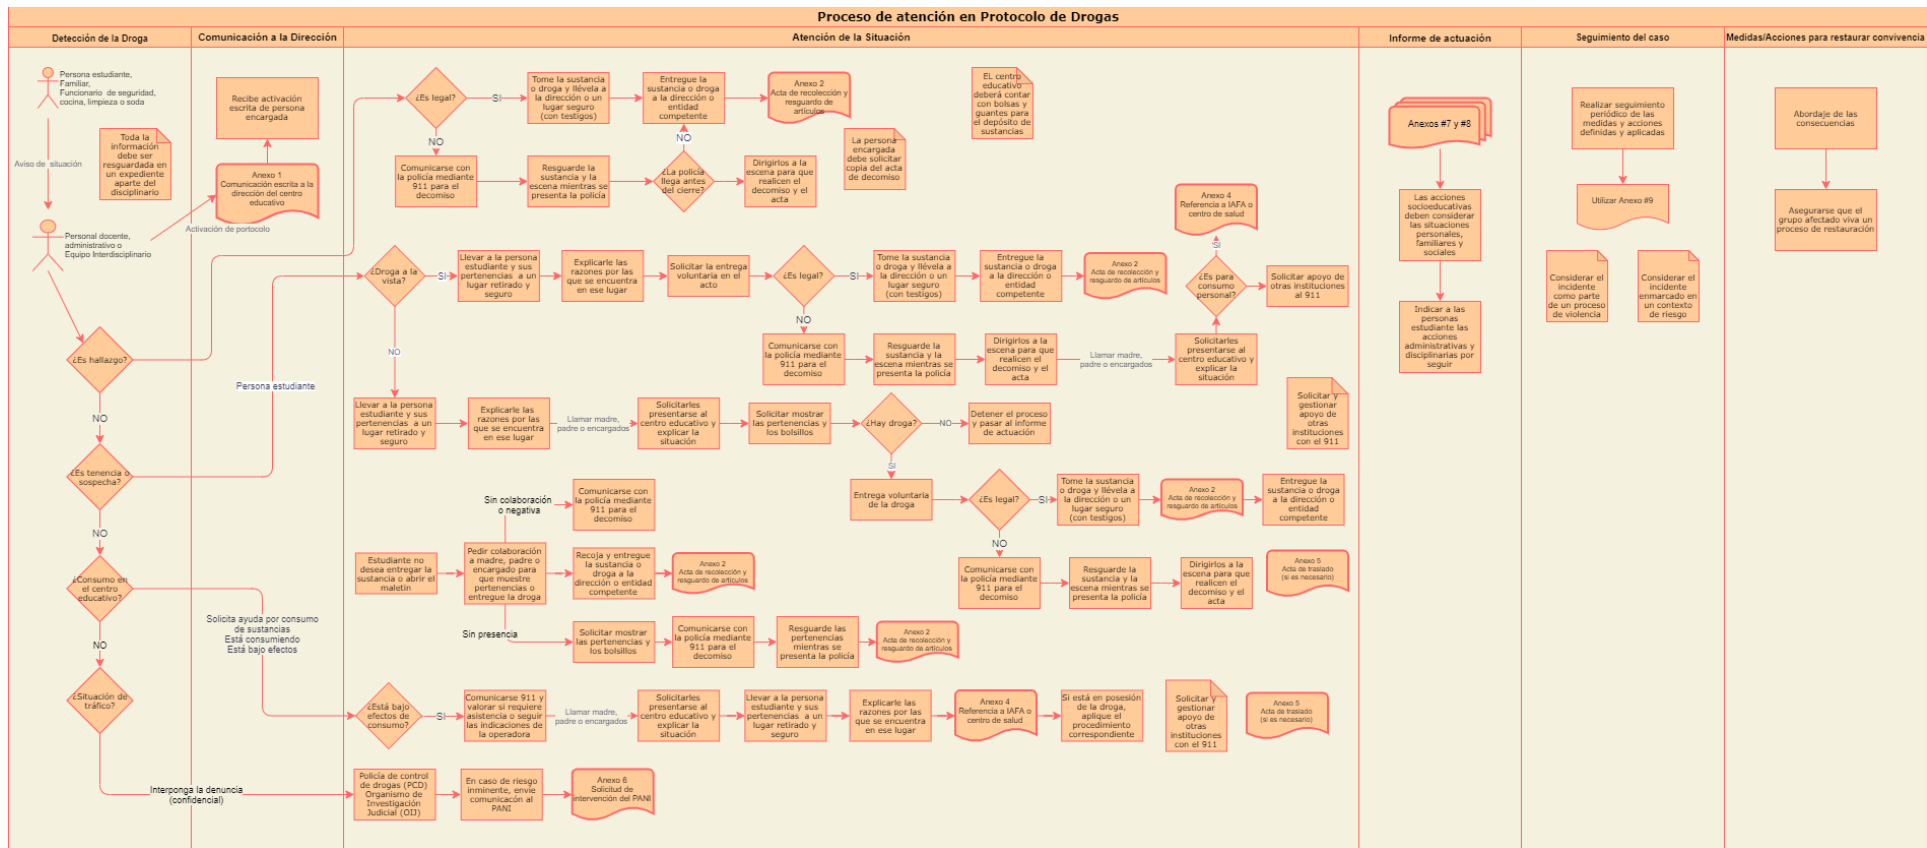 Proceso de atención en Protocolo de Drogas
Detección de la Droga
Comunicación a la Dirección
Atención de la Situación
Informe de actuación
Seguimiento del caso
Medidas/Acciones para restaurar convivencia
Persona estudiante,
Familiar,
Funcionario de seguridad,
cocina, limpieza o soda
Aviso de situación
Toda la
información
debe ser
resguardada en
un expediente
aparte del
disciplinario
Personal docente,
administrativo o
Equipo Interdisciplinario
¿Es hallazgo?
NO
¿Es tenencia o
sospecha?
NO
¿Consumo en
el centro
educativo?
NO
¿Situación de
tráfico?
Recibe activación
escrita de persona
encargada
Anexo 1
Comunicación escrita a la
dirección del centro
educativo
Activación de portocolo
Persona estudiante
Solicita ayuda por consumo
de sustancias
Está consumiendo
Está bajo efectos
Interponga la denuncia
(confidencial)
¿Es legal?
SI
Tome la sustancia
o droga y llévela a
la dirección o un
lugar seguro
(con testigos)
Entregue la
sustancia o droga
a la dirección o
entidad
competente
Anexo 2
Acta de recolección y
resguardo de
artículos
EL centro
educativo
deberá contar
con bolsas y
guantes para
el depósito de
sustancias
NO
Comunicarse con
la policía mediante
911 para el
decomiso
Resguarde la
sustancia y la
escena mientras se
presenta la policía
NO
¿La policía
llega antes
del cierre?
Dirigirlos a la
escena para que
realicen el
decomiso y el
acta
La persona
encargada
debe solicitar
copia del acta
de decomiso
¿Droga a la
vista?
SI
Llevar a la persona
estudiante y sus
pertenencias a un
lugar retirado y
seguro
Explicarle las
razones por las
que se encuentra
en ese lugar
Solicitar la entrega
voluntaria en el
acto
¿Es legal?
SI
Tome la sustancia
o droga y llévela a
la dirección o un
lugar seguro
(con testigos)
Entregue la
sustancia o droga
a la dirección o
entidad
competente
Anexo 2
Acta de recolección y
resguardo de artículos
Anexo 4
Referencia a IAFA o
centro de salud
SI
¿Es para
consumo
personal?
Solicitar apoyo de
otras instituciones
al 911
NO
Comunicarse con
la policía mediante
911 para el
decomiso
Resguarde la
sustancia y la
escena mientras se
presenta la policía
Dirigirlos a la
escena para que
realicen el
decomiso y el
acta
Llamar madre,
padre o encargados
Solicitarles
presentarse al
centro educativo y
explicar la
situación
NO
Llevar a la persona
estudiante y sus
pertenencias a un
lugar retirado y
seguro
Explicarle las
razones por las
que se encuentra
en ese lugar
Llamar madre,
padre o encargados
Solicitarles
presentarse al
centro educativo y
explicar la
situación
Solicitar mostrar
las pertenencias y
los bolsillos
¿Hay droga?
NO
Detener el proceso
y pasar al informe
de actuación
Solicitar y
gestionar
apoyo de
otras
instituciones
con el 911
SI
Entrega voluntaria
de la droga
¿Es legal?
SI
Tome la sustancia
o droga y llévela a
la dirección o un
lugar seguro
(con testigos)
Anexo 2
Acta de recolección y
resguardo de artículos
Entregue la
sustancia o droga
a la dirección o
entidad
competente
NO
Comunicarse con
la policía mediante
911 para el
decomiso
Resguarde la
sustancia y la
escena mientras se
presenta la policía
Dirigirlos a la
escena para que
realicen el
decomiso y el
acta
Anexo 5
Acta de traslado
(si es necesario)
Sin colaboración
o negativa
Comunicarse con
la policía mediante
911 para el
decomiso
Estudiante no
desea entregar la
sustancia o abrir el
maletín
Pedir colaboración
a madre, padre o
encargado para
que muestre
pertenencias o
entregue la droga
Recoja y entregue
la sustancia o
droga a la
dirección o entidad
competente
Anexo 2
Acta de recolección y
resguardo de artículos
Sin presencia
Solicitar mostrar
las pertenencias y
los bolsillos
Comunicarse con
la policía mediante
911 para el
decomiso
Resguarde las
pertenencias
mientras se
presenta la policía
Anexo 2
Acta de recolección y
resguardo de artículos
¿Está bajo
efectos de
consumo?
SI
Comunicarse 911 y
valorar si requiere
asistencia o seguir
las indicaciones de
la operadora
Llamar madre,
padre o encargados
Solicitarles
presentarse al
centro educativo y
explicar la
situación
Llevar a la persona
estudiante y sus
pertenencias a un
lugar retirado y
seguro
Explicarle las
razones por las
que se encuentra
en ese lugar
Anexo 4
Referencia a IAFA o
centro de salud
Si está en posesión
de la droga,
aplique el
procedimiento
correspondiente
Solicitar y
gestionar
apoyo de
otras
instituciones
con el 911
Anexo 5
Acta de traslado
(si es necesario)
Policía de control
de drogas (PCD)
Organismo de
Investigación
Judicial (OIJ)
En caso de riesgo
inminente, envíe
comunicacón al
PANI
Anexo 6
Solicitud de
intervención del PANI
Anexos #7 y #8
Las acciones
socioeducativas
deben considerar
las situaciones
personales,
familiares y
sociales
Indicar a las
personas
estudiante las
acciones
administrativas y
disciplinarias por
seguir
Realizar seguimiento
periódico de las
medidas y acciones
definidas y aplicadas
Utilizar Anexo #9
Considerar el
incidente
como parte
de un proceso
de violencia
Considerar el
incidente
enmarcado en
un contexto
de riesgo
Abordaje de las
consecuencias
Asegurarse que el
grupo afectado viva un
proceso de restauración